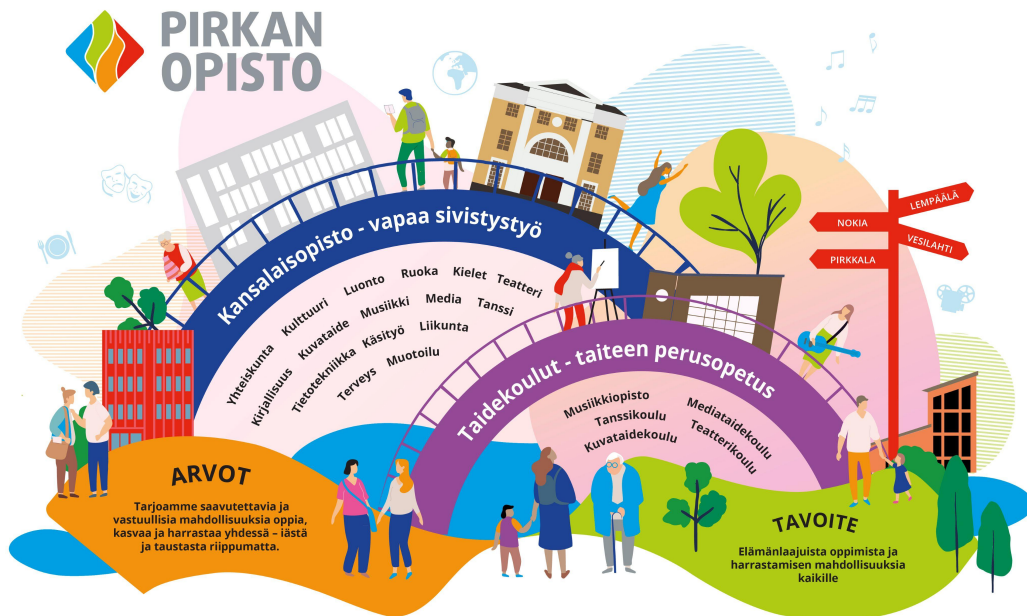 PIRKAN
OPISTO
Kansalaisopisto - vapaa sivistystyö
Yhteiskunta
Kulttuuri
Luonto
Ruoka
Kielet
Teatteri
Kirjallisuus
Kuvataide
Musiikki
Media
Tanssi
Tietotekniikka
Käsityö
Liikunta
Terveys
Muotoilu
Taidekoulut - taiteen perusopetus
Musiikkiopisto
Tanssikoulu
Kuvataidekoulu
Mediataidekoulu
Teatterikoulu
LEMPÄÄLÄ
NOKIA
VESILAHTI
PIRKKALA
ARVOT
Tarjoamme saavutettavia ja
vastuullisia mahdollisuuksia oppia,
kasvaa ja harrastaa yhdessä – iästä
ja taustasta riippumatta.
TAVOITE
Elämänlaajuista oppimista ja
harrastamisen mahdollisuuksia
kaikille